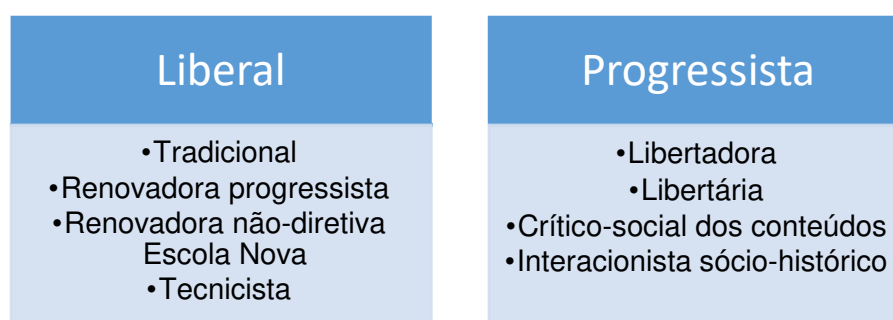 Liberal
•Tradicional
•Renovadora progressista
•Renovadora não-diretiva
Escola Nova
•Tecnicista
Progressista
•Libertadora
•Libertária
•Crítico-social dos conteúdos
•Interacionista sócio-histórico